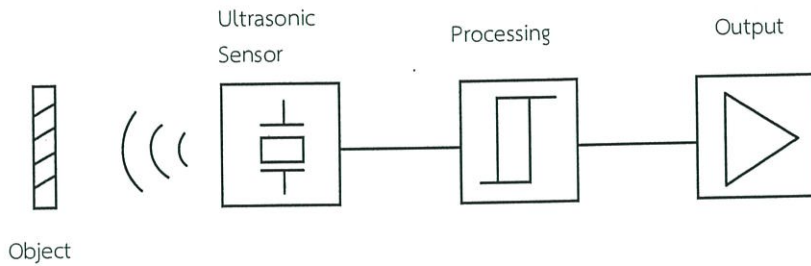 Ultrasonic
Sensor
Processing
Output
Object